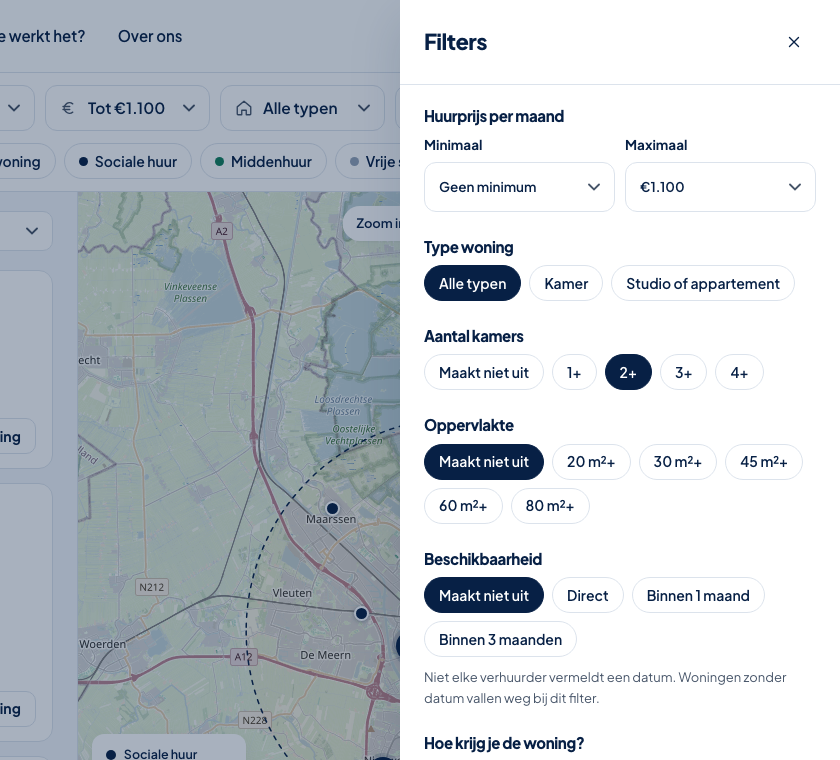 e werkt het? Over ons
€ Tot €1.100 Alle typen
woning Sociale huur Middenhuur Vrije s
Zoom in
A2
Vinkeveense
Plassen
echt
Loosdrechtse
Plassen
Oostelijke
Vechtplassen
ing
land
Maarssen
N212
Vleuten
Woerden
A12
De Meern
ing
N228
Sociale huur
Filters
Huurprijs per maand
Minimaal Maximaal
Geen minimum €1.100
Type woning
Alle typen Kamer Studio of appartement
Aantal kamers
Maakt niet uit 1+ 2+ 3+ 4+
Oppervlakte
Maakt niet uit 20 m²+ 30 m²+ 45 m²+
60 m²+ 80 m²+
Beschikbaarheid
Maakt niet uit Direct Binnen 1 maand
Binnen 3 maanden
Niet elke verhuurder vermeldt een datum. Woningen zonder
datum vallen weg bij dit filter.
Hoe krijg je de woning?